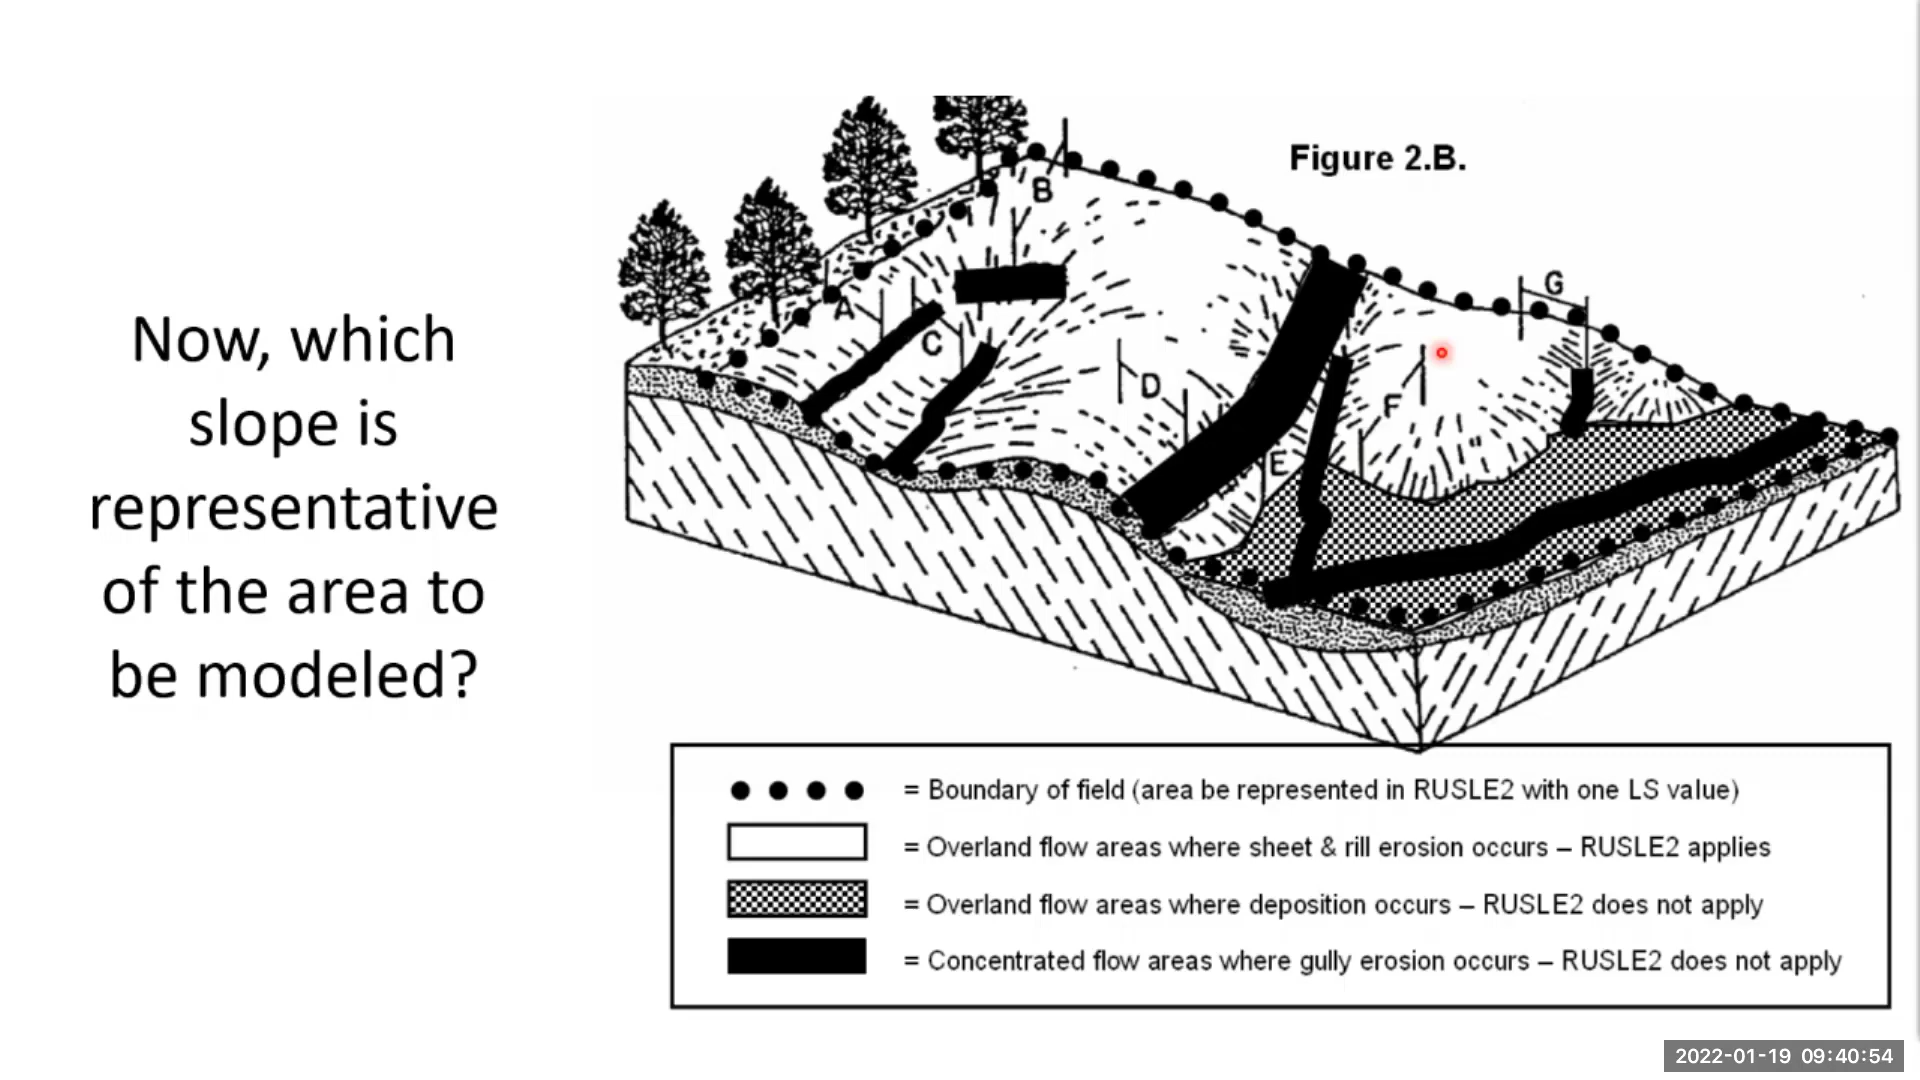 Now, which
slope is
representative
of the area to
be modeled?
Figure 2.B.
B
G
A
C
D
F
E
= Boundary of field (area be represented in RUSLE2 with one LS value)
= Overland flow areas where sheet & rill erosion occurs – RUSLE2 applies
= Overland flow areas where deposition occurs – RUSLE2 does not apply
= Concentrated flow areas where gully erosion occurs – RUSLE2 does not apply
2022-01-19 09:40:54